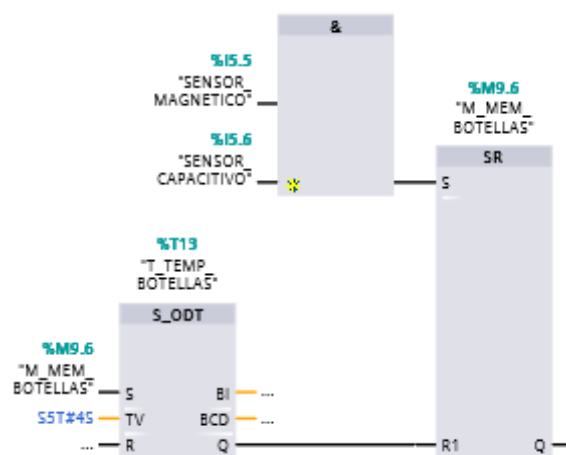 &
%I5.5
"SENSOR_
MAGNETICO"
%M9.6
"M_MEM_
BOTELLAS"
%I5.6
"SENSOR_
CAPACITIVO"
SR
S
%T13
"T_TEMP_
BOTELLAS"
S_ODT
%M9.6
"M_MEM_
BOTELLAS"
S
BI
...
S5T#4S
TV
BCD
...
...
R
Q
R1
Q